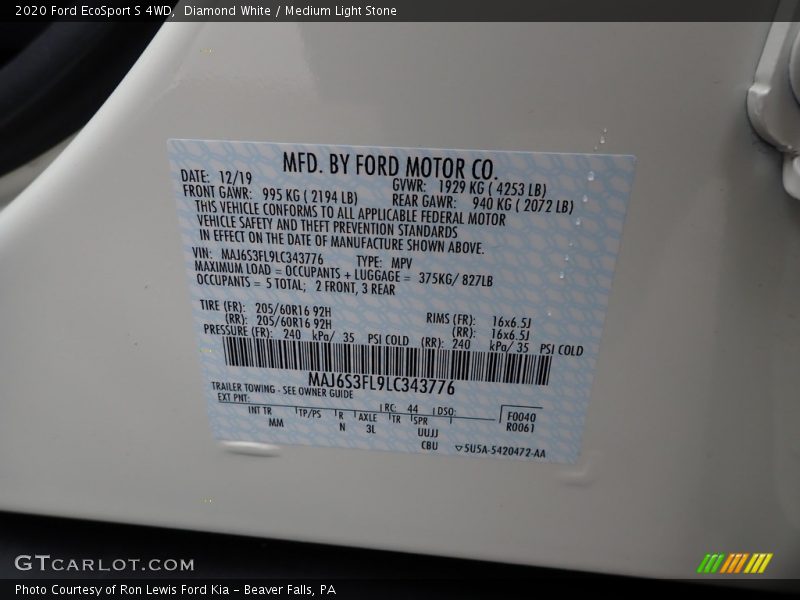 2020 Ford EcoSport S 4WD, Diamond White / Medium Light Stone
MFD. BY FORD MOTOR CO.
DATE: 12/19 GVWR: 1929 KG ( 4253 LB)
FRONT GAWR: 995 KG ( 2194 LB) REAR GAWR: 940 KG ( 2072 LB)
THIS VEHICLE CONFORMS TO ALL APPLICABLE FEDERAL MOTOR
VEHICLE SAFETY AND THEFT PREVENTION STANDARDS
IN EFFECT ON THE DATE OF MANUFACTURE SHOWN ABOVE.
VIN: MAJ6S3FL9LC343776 TYPE: MPV
MAXIMUM LOAD = OCCUPANTS + LUGGAGE = 375KG/ 827LB
OCCUPANTS = 5 TOTAL; 2 FRONT, 3 REAR
TIRE (FR): 205/60R16 92H RIMS (FR): 16x6.5J
(RR): 205/60R16 92H (RR): 16x6.5J
PRESSURE (FR): 240 kPa/ 35 PSI COLD (RR): 240 kPa/ 35 PSI COLD
MAJ6S3FL9LC343776
TRAILER TOWING - SEE OWNER GUIDE
EXT PNT: RC: 44 DSO: F0040
INT TR TP/PS R AXLE TR SPR R0061
MM N 3L UUJJ
CBU ▽5U5A-5420472-AA
GTCARLOT.COM
Photo Courtesy of Ron Lewis Ford Kia - Beaver Falls, PA